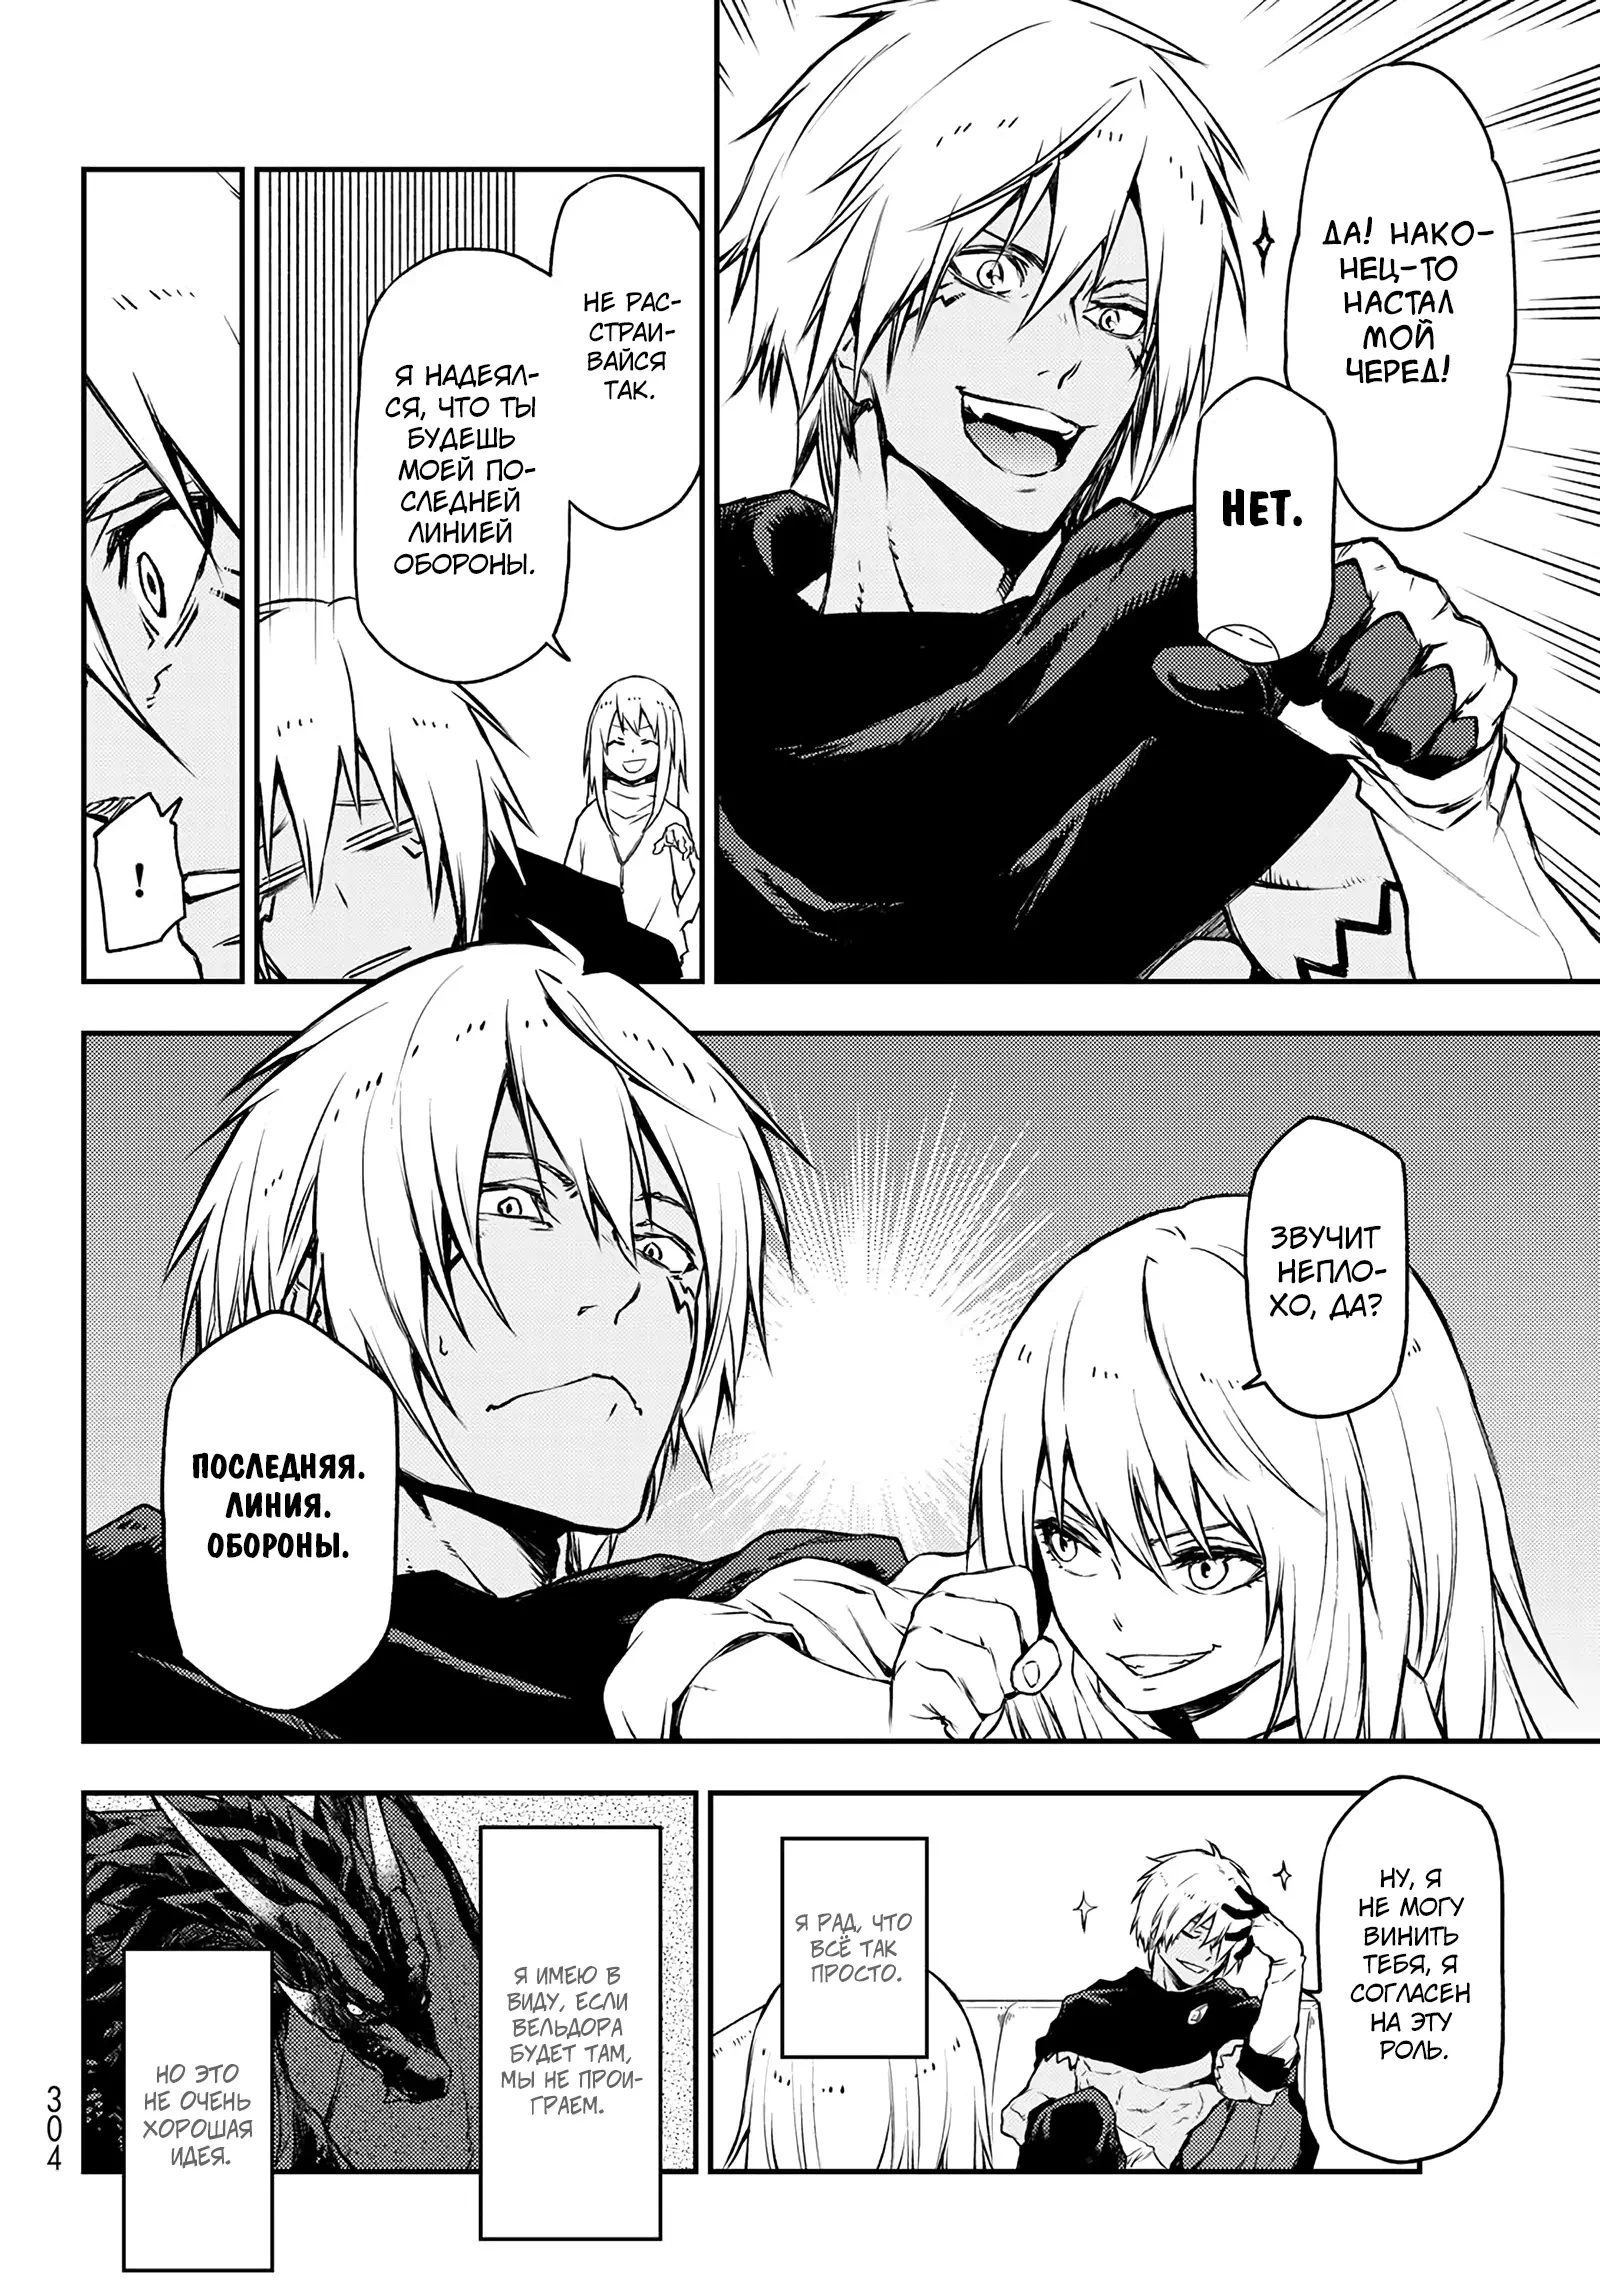 ДА! НАКО-
НЕЦ-ТО
НАСТАЛ
МОЙ
ЧЕРЕД!
НЕТ.
НЕ РАС-
СТРАИ-
ВАЙСЯ
ТАК.
Я НАДЕЯЛ-
СЯ, ЧТО ТЫ
БУДЕШЬ
МОЕЙ ПО-
СЛЕДНЕЙ
ЛИНИЕЙ
ОБОРОНЫ.
!
ЗВУЧИТ
НЕПЛО-
ХО, ДА?
ПОСЛЕДНЯЯ.
ЛИНИЯ.
ОБОРОНЫ.
НУ, Я
НЕ МОГУ
ВИНИТЬ
ТЕБЯ, Я
СОГЛАСЕН
НА ЭТУ
РОЛЬ.
Я РАД, ЧТО
ВСЁ ТАК
ПРОСТО.
Я ИМЕЮ В
ВИДУ, ЕСЛИ
ВЕЛЬДОРА
БУДЕТ ТАМ,
МЫ НЕ ПРОИ-
ГРАЕМ.
НО ЭТО
НЕ ОЧЕНЬ
ХОРОШАЯ
ИДЕЯ.
304